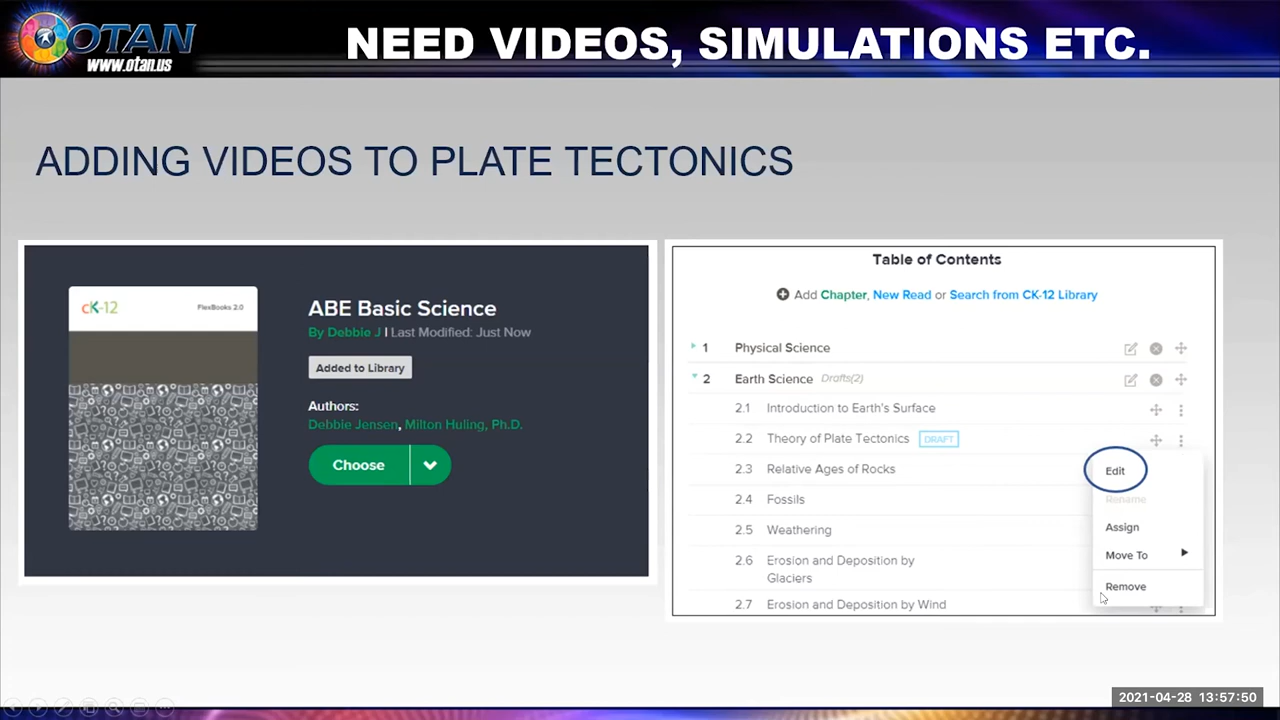 OTAN
www.otan.us
NEED VIDEOS, SIMULATIONS ETC.
ADDING VIDEOS TO PLATE TECTONICS
cK-12
FlexBooks 2.0
ABE Basic Science
By Debbie J | Last Modified: Just Now
Added to Library
Authors:
Debbie Jensen, Milton Huling, Ph.D.
Choose
Table of Contents
Add Chapter, New Read or Search from CK-12 Library
1 Physical Science
2 Earth Science Drafts(2)
2.1 Introduction to Earth's Surface
2.2 Theory of Plate Tectonics DRAFT
2.3 Relative Ages of Rocks
2.4 Fossils
2.5 Weathering
2.6 Erosion and Deposition by
Glaciers
2.7 Erosion and Deposition by Wind
Edit
Rename
Assign
Move To
Remove
2021-04-28 13:57:50